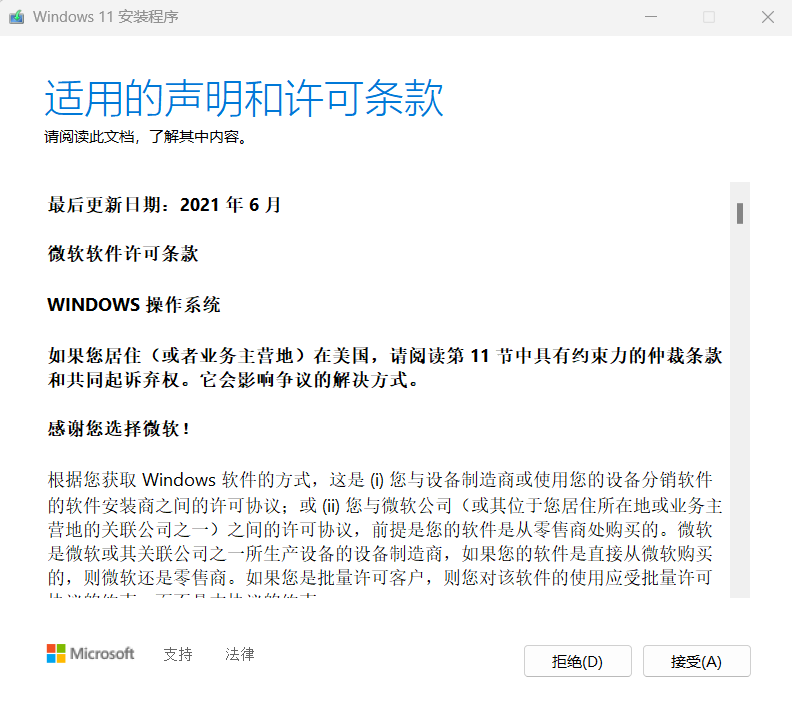 Windows 11 安装程序
适用的声明和许可条款
请阅读此文档，了解其中内容。
最后更新日期：2021 年 6 月
微软软件许可条款
WINDOWS 操作系统
如果您居住（或者业务主营地）在美国，请阅读第 11 节中具有约束力的仲裁条款
和共同起诉弃权。它会影响争议的解决方式。
感谢您选择微软！
根据您获取 Windows 软件的方式，这是 (i) 您与设备制造商或使用您的设备分销软件
的软件安装商之间的许可协议；或 (ii) 您与微软公司（或其位于您居住所在地或业务主
营地的关联公司之一）之间的许可协议，前提是您的软件是从零售商处购买的。微软
是微软或其关联公司之一所生产设备的设备制造商，如果您的软件是直接从微软购买
的，则微软还是零售商。如果您是批量许可客户，则您对该软件的使用应受批量许可
Microsoft 支持 法律 拒绝(D) 接受(A)